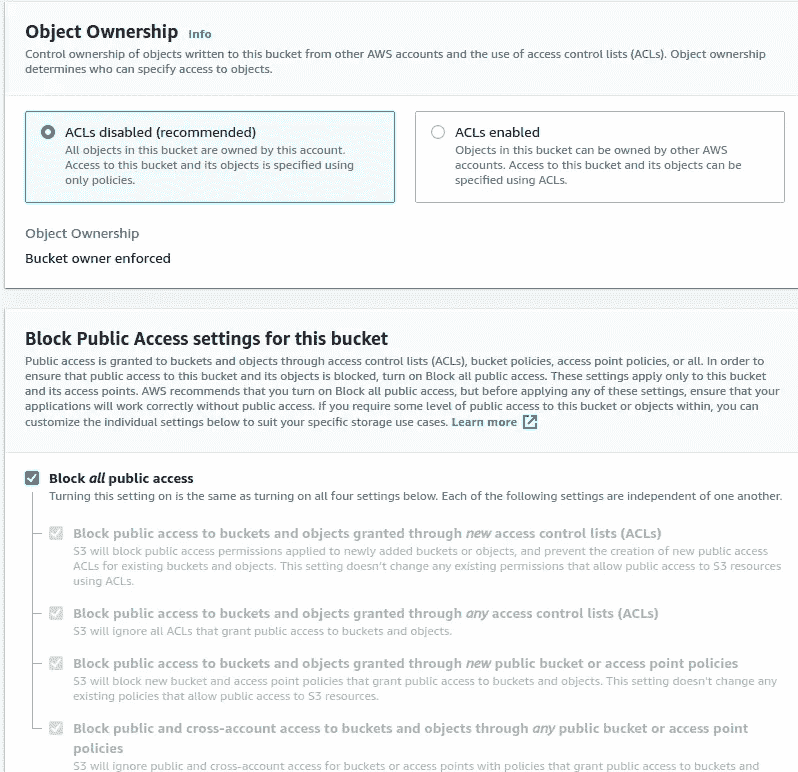 Object Ownership Info
Control ownership of objects written to this bucket from other AWS accounts and the use of access control lists (ACLs). Object ownership
determines who can specify access to objects.
ACLs disabled (recommended)
All objects in this bucket are owned by this account.
Access to this bucket and its objects is specified using
only policies.
ACLs enabled
Objects in this bucket can be owned by other AWS
accounts. Access to this bucket and its objects can be
specified using ACLs.
Object Ownership
Bucket owner enforced
Block Public Access settings for this bucket
Public access is granted to buckets and objects through access control lists (ACLs), bucket policies, access point policies, or all. In order to
ensure that public access to this bucket and its objects is blocked, turn on Block all public access. These settings apply only to this bucket
and its access points. AWS recommends that you turn on Block all public access, but before applying any of these settings, ensure that your
applications will work correctly without public access. If you require some level of public access to this bucket or objects within, you can
customize the individual settings below to suit your specific storage use cases. Learn more
Block all public access
Turning this setting on is the same as turning on all four settings below. Each of the following settings are independent of one another.
Block public access to buckets and objects granted through new access control lists (ACLs)
S3 will block public access permissions applied to newly added buckets or objects, and prevent the creation of new public access
ACLs for existing buckets and objects. This setting doesn't change any existing permissions that allow public access to S3 resources
using ACLs.
Block public access to buckets and objects granted through any access control lists (ACLs)
S3 will ignore all ACLs that grant public access to buckets and objects.
Block public access to buckets and objects granted through new public bucket or access point policies
S3 will block new bucket and access point policies that grant public access to buckets and objects. This setting doesn't change any
existing policies that allow public access to S3 resources.
Block public and cross-account access to buckets and objects through any public bucket or access point
policies
S3 will ignore public and cross-account access for buckets or access points with policies that grant public access to buckets and